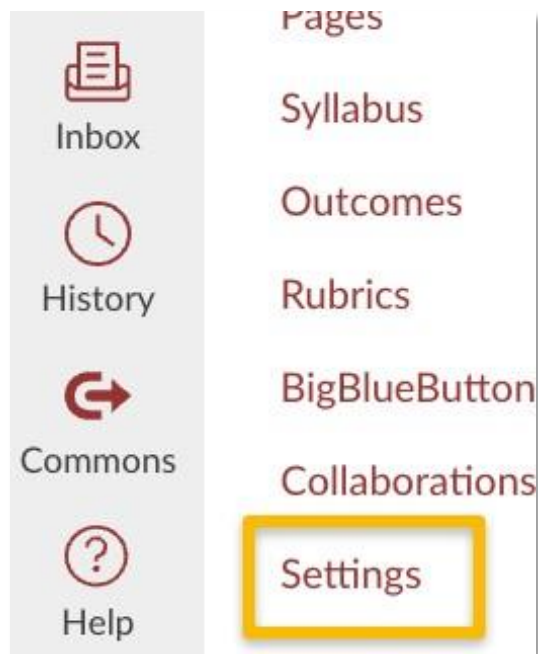 Inbox
History
Commons
Help
Pages
Syllabus
Outcomes
Rubrics
BigBlueButton
Collaborations
Settings